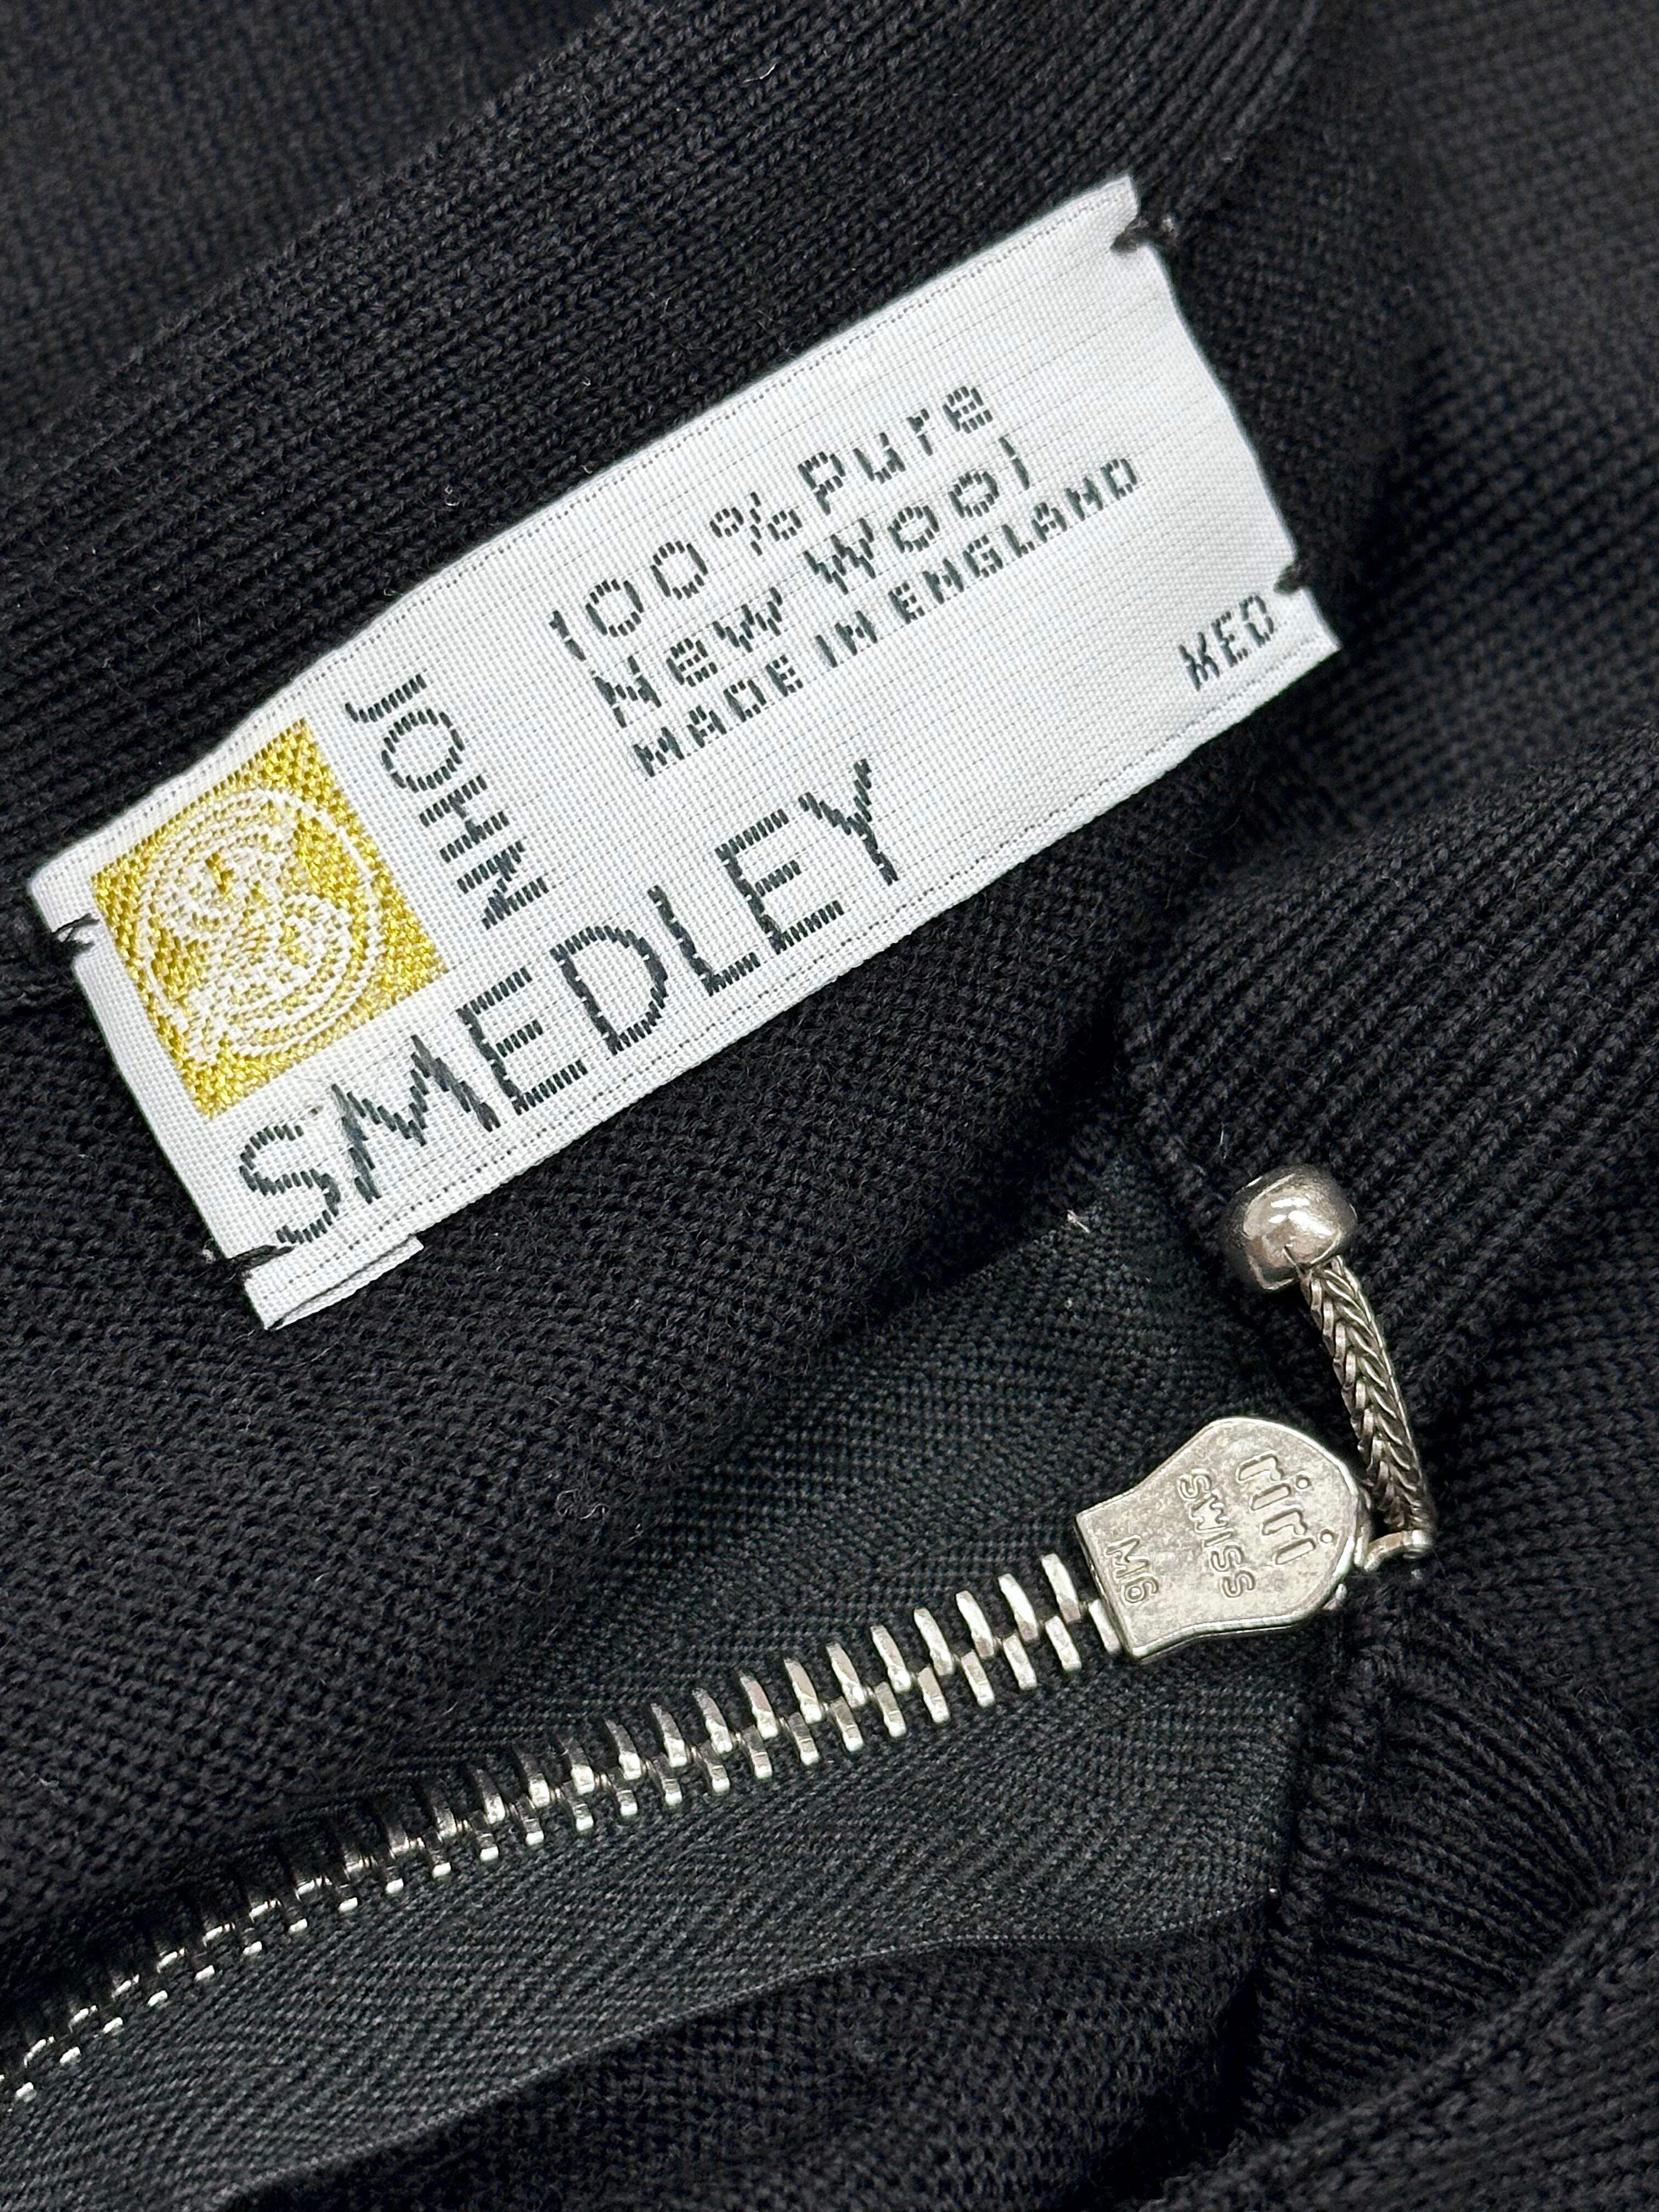 JOHN
SMEDLEY
100% Pure
New Wool
MADE IN ENGLAND
MED
riri
SWISS
M6